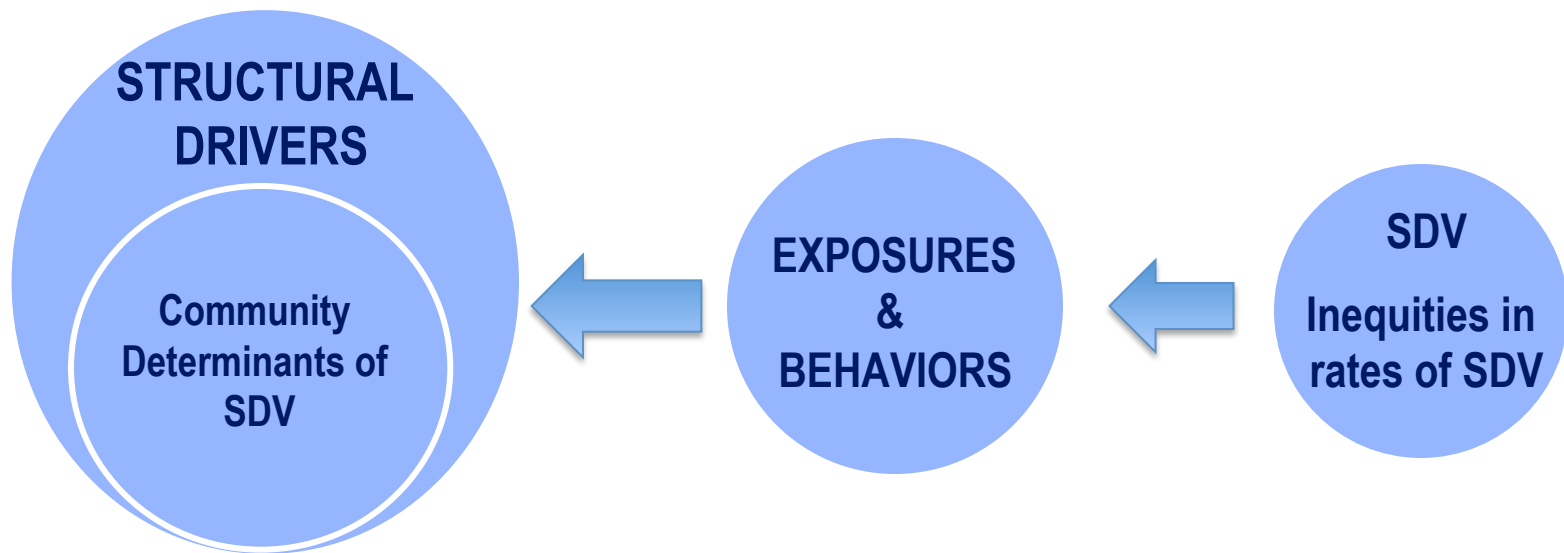 STRUCTURAL
DRIVERS
Community
Determinants of
SDV
EXPOSURES
&
BEHAVIORS
SDV
Inequities in
rates of SDV